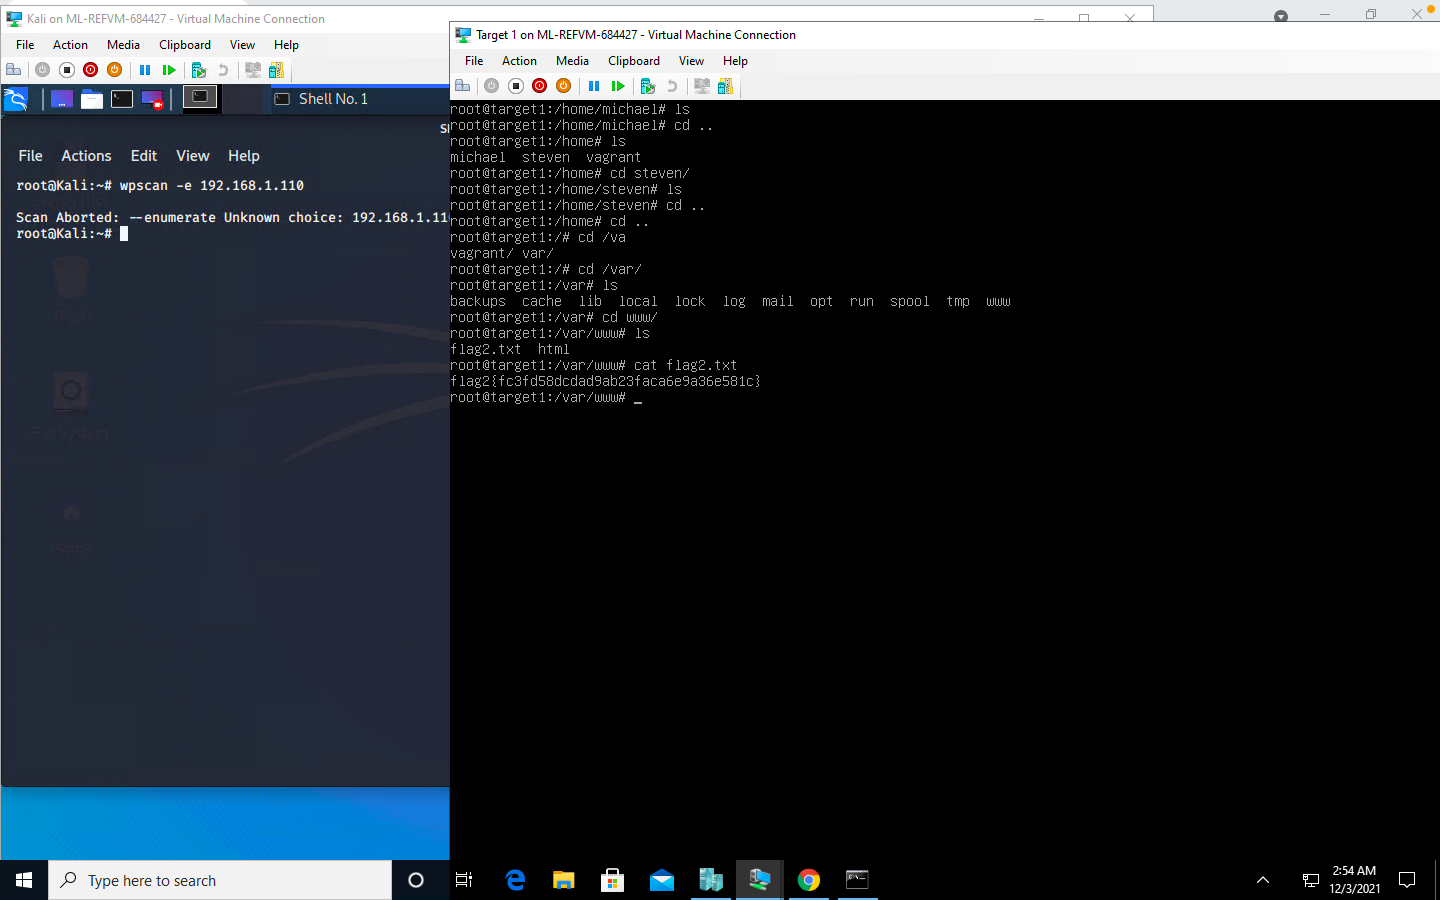 Kali on ML-REFVM-684427 - Virtual Machine Connection
File Action Media Clipboard View Help
Shell No. 1
File Actions Edit View Help
root@Kali:~# wpscan -e 192.168.1.110
Scan Aborted: --enumerate Unknown choice: 192.168.1.110
root@Kali:~#
Trash
File System
Home
Target 1 on ML-REFVM-684427 - Virtual Machine Connection
File Action Media Clipboard View Help
root@target1:/home/michael# ls
root@target1:/home/michael# cd ..
root@target1:/home# ls
michael steven vagrant
root@target1:/home# cd steven/
root@target1:/home/steven# ls
root@target1:/home/steven# cd ..
root@target1:/home# cd ..
root@target1:/# cd /va
vagrant/ var/
root@target1:/# cd /var/
root@target1:/var# ls
backups cache lib local lock log mail opt run spool tmp www
root@target1:/var# cd www/
root@target1:/var/www# ls
flag2.txt html
root@target1:/var/www# cat flag2.txt
flag2{fc3fd58dcdad9ab23faca6e9a36e581c}
root@target1:/var/www# _
Type here to search
2:54 AM
12/3/2021